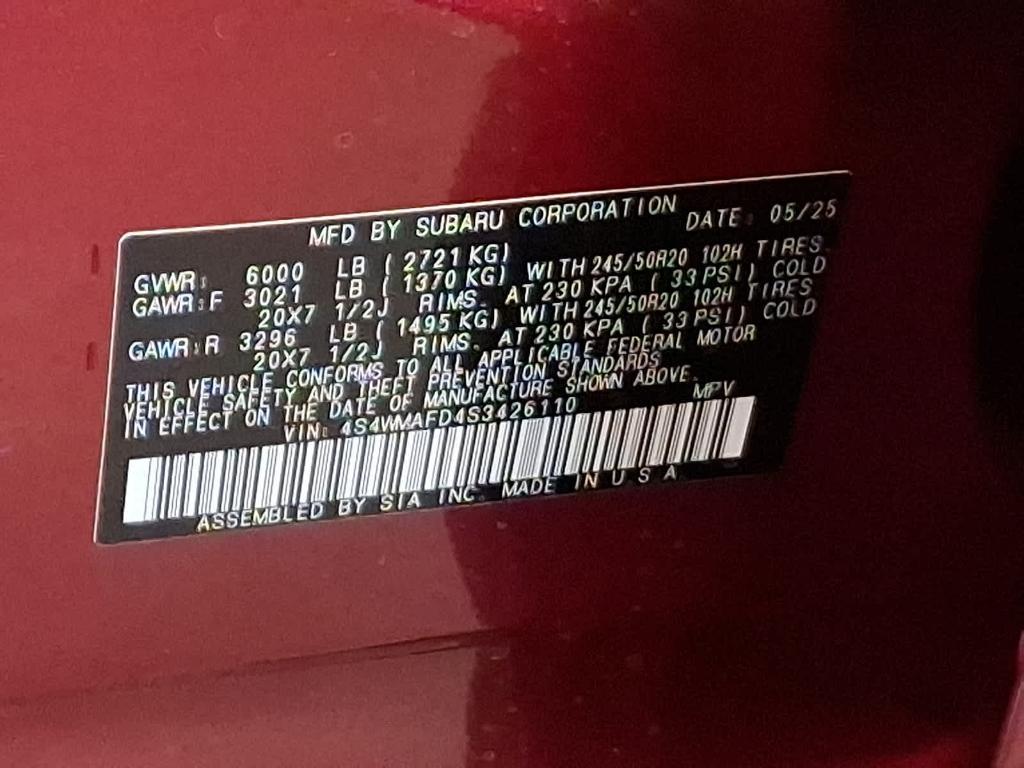 MFD BY SUBARU CORPORATION DATE: 05/25
GVWR: 6000 LB ( 2721 KG)
GAWR:F 3021 LB ( 1370 KG) WITH 245/50R20 102H TIRES.
20X7 1/2J RIMS. AT 230 KPA ( 33 PSI) COLD
GAWR:R 3296 LB ( 1495 KG) WITH 245/50R20 102H TIRES
20X7 1/2J RIMS. AT 230 KPA ( 33 PSI) COLD
THIS VEHICLE CONFORMS TO ALL APPLICABLE FEDERAL MOTOR
VEHICLE SAFETY AND THEFT PREVENTION STANDARDS
IN EFFECT ON THE DATE OF MANUFACTURE SHOWN ABOVE.
VIN: 4S4WMAFD4S3426110 MPV
ASSEMBLED BY SIA INC. MADE IN U S A